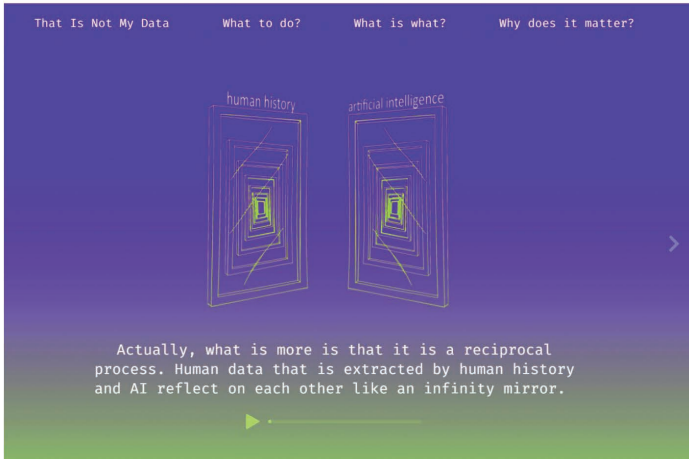 That Is Not My Data What to do? What is what? Why does it matter?
human history
artificial intelligence
Actually, what is more is that it is a reciprocal
process. Human data that is extracted by human history
and AI reflect on each other like an infinity mirror.